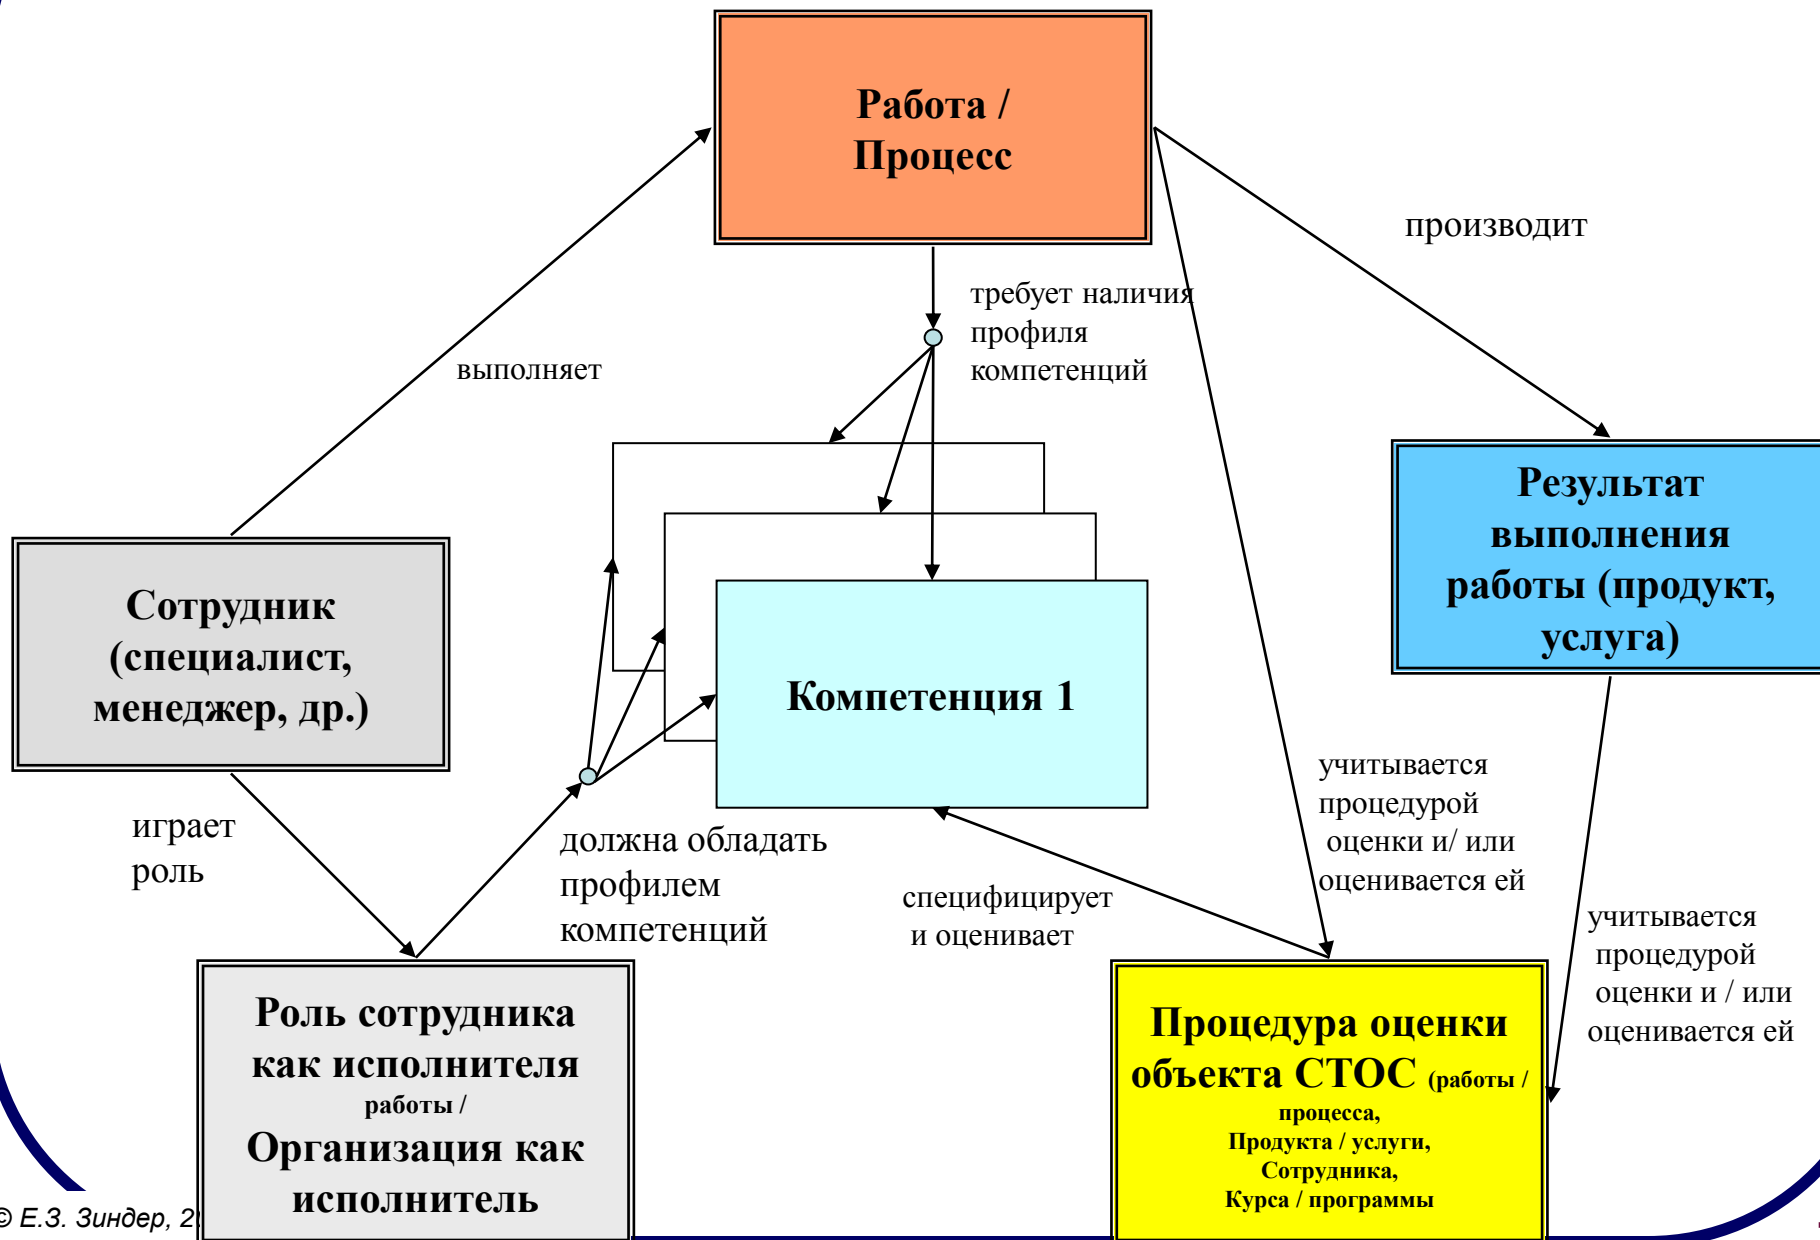 Работа /
Процесс
производит
требует наличия
профиля
компетенций
выполняет
Результат
выполнения
работы (продукт,
услуга)
Сотрудник
(специалист,
менеджер, др.)
Компетенция 1
учитывается
процедурой
оценки и/ или
оценивается ей
играет
роль
должна обладать
профилем
компетенций
специфицирует
и оценивает
учитывается
процедурой
оценки и / или
оценивается ей
Роль сотрудника
как исполнителя
работы /
Организация как
исполнитель
Процедура оценки
объекта СТОС (работы /
процесса,
Продукта / услуги,
Сотрудника,
Курса / программы
© Е.З. Зиндер,